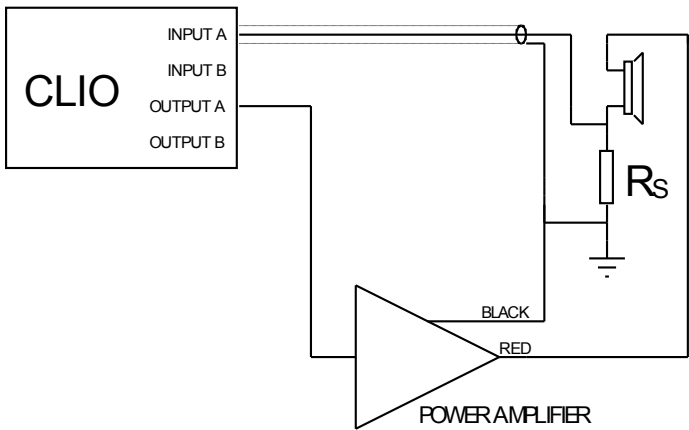 INPUT A
INPUT B
CLIO
OUTPUT A
OUTPUT B
RS
BLACK
RED
POWER AMPLIFIER